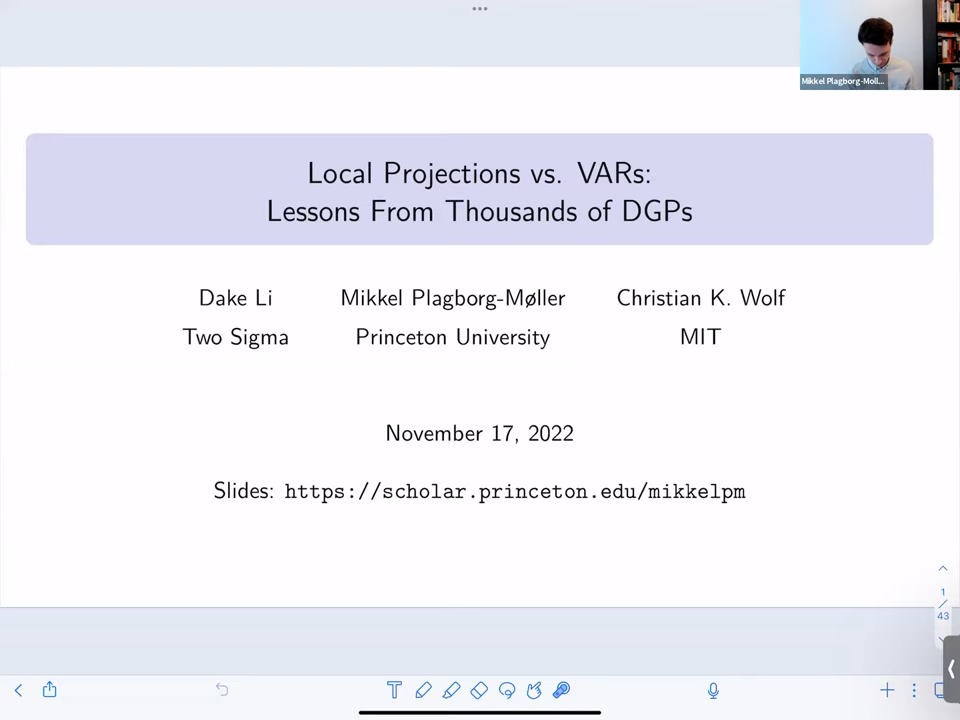 Mikkel Plagborg-Moll...
Local Projections vs. VARs:
Lessons From Thousands of DGPs
Dake Li Mikkel Plagborg-Møller Christian K. Wolf
Two Sigma Princeton University MIT
November 17, 2022
Slides: https://scholar.princeton.edu/mikkelpm
1
/
43